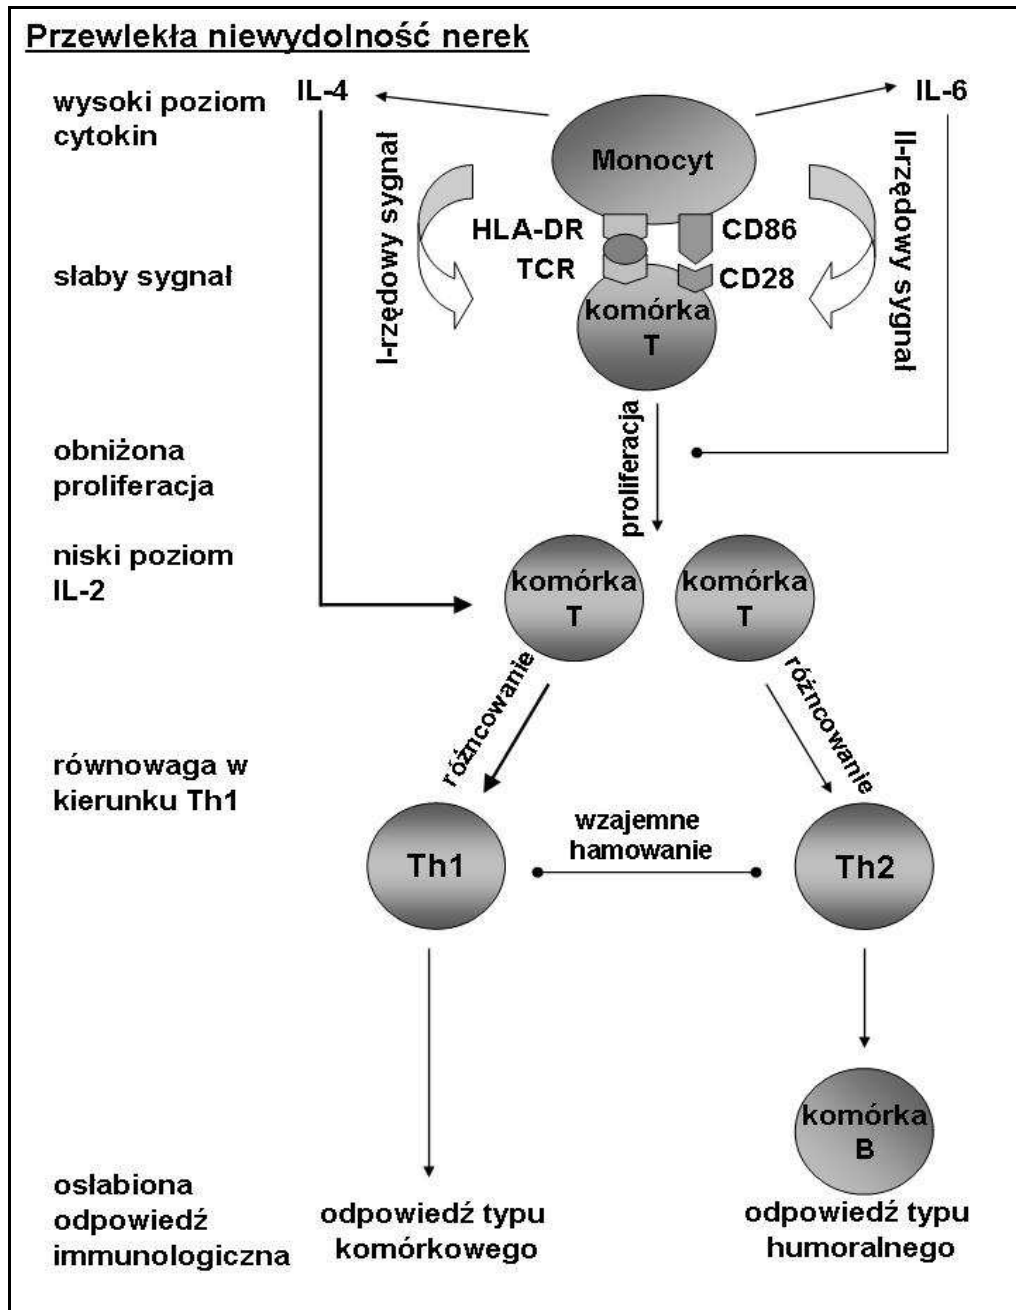 Przewlekła niewydolność nerek
wysoki poziom
cytokin
IL-4
IL-6
Monocyt
I-rzędowy sygnał
II-rzędowy sygnał
HLA-DR
CD86
TCR
CD28
słaby sygnał
komórka
T
proliferacja
obniżona
proliferacja
niski poziom
IL-2
komórka
T
komórka
T
różncowanie
różncowanie
równowaga w
kierunku Th1
wzajemne
hamowanie
Th1
Th2
komórka
B
osłabiona
odpowiedź
immunologiczna
odpowiedź typu
komórkowego
odpowiedź typu
humoralnego